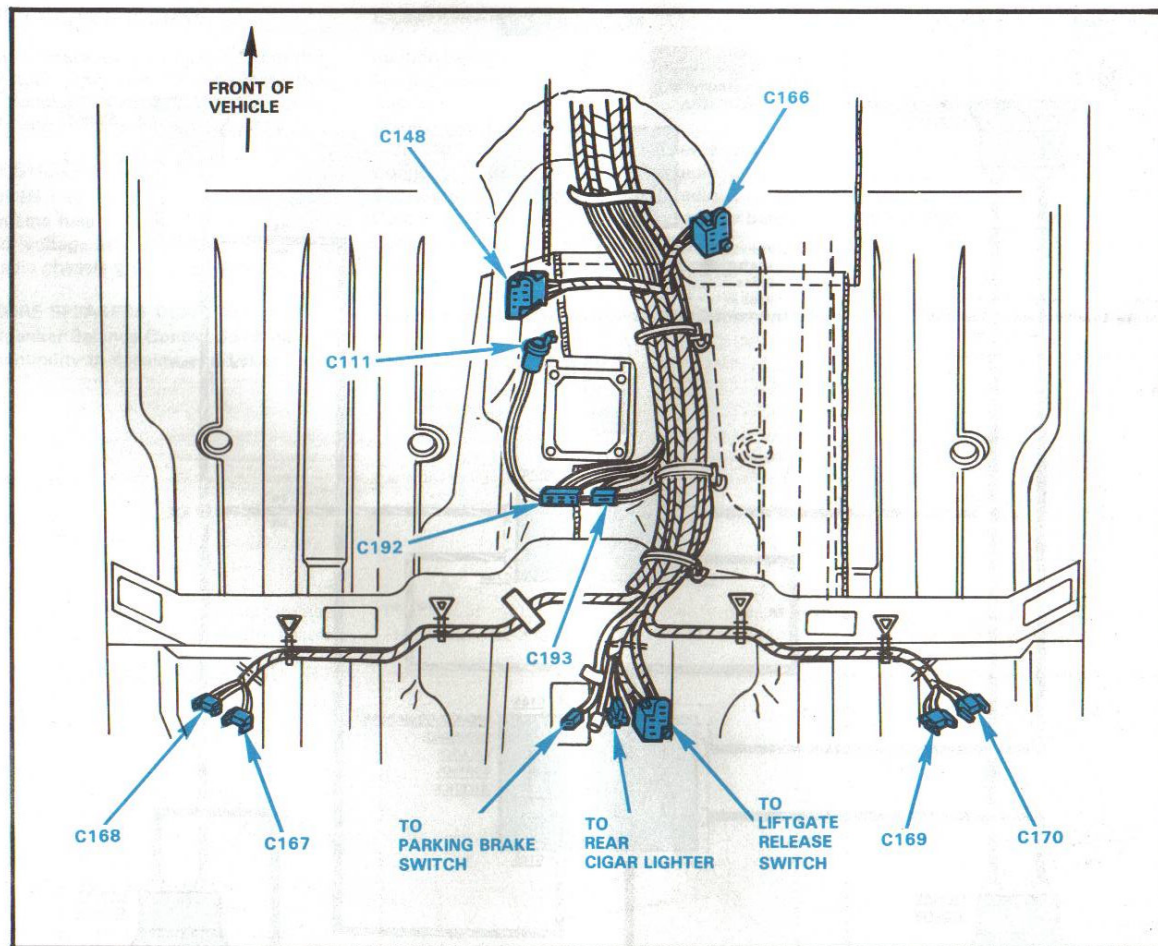 FRONT OF
VEHICLE
C166
C148
C111
C192
C193
C168
C167
TO
PARKING BRAKE
SWITCH
TO
REAR
CIGAR LIGHTER
TO
LIFTGATE
RELEASE
SWITCH
C169
C170